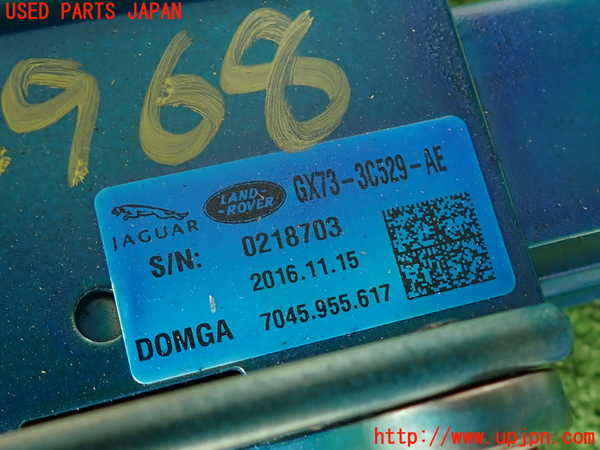 USED PARTS JAPAN
968
JAGUAR
LAND-
-ROVER
GX73-3C529-AE
S/N: 0218703
2016.11.15
DOMGA 7045.955.617
http://www.upjpn.com/